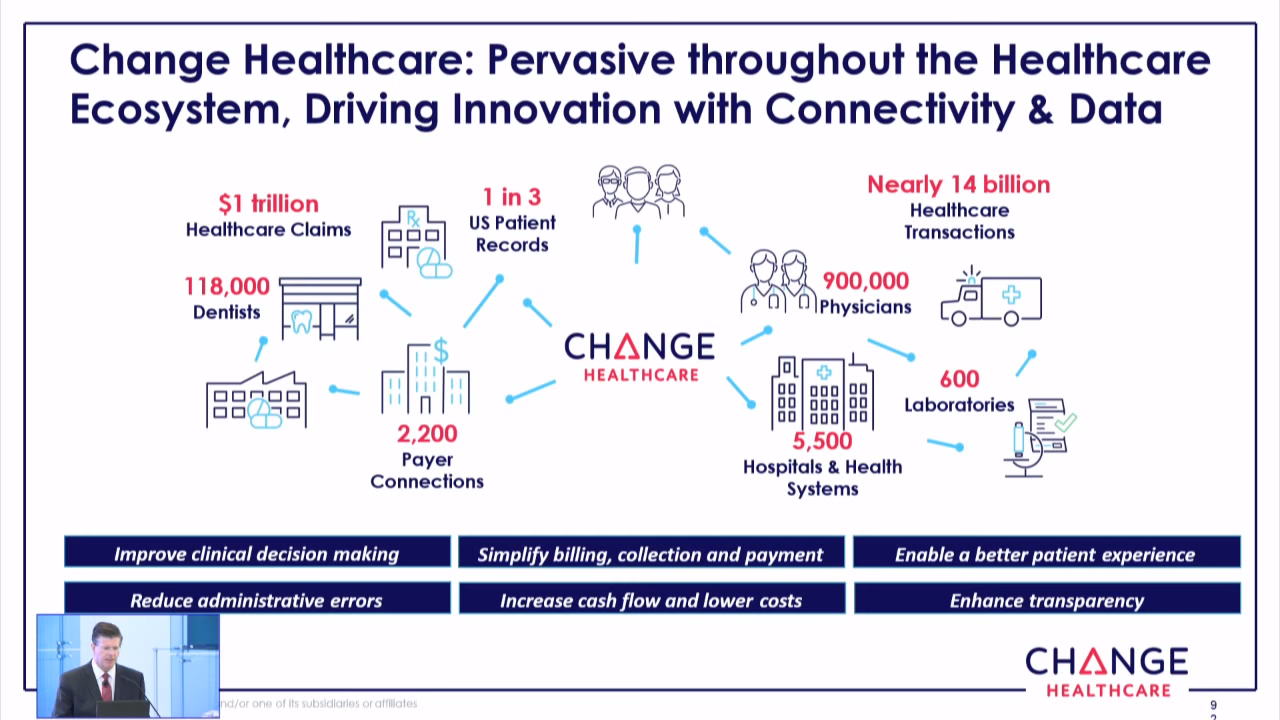 Change Healthcare: Pervasive throughout the Healthcare
Ecosystem, Driving Innovation with Connectivity & Data
$1 trillion
Healthcare Claims
1 in 3
US Patient
Records
Nearly 14 billion
Healthcare
Transactions
118,000
Dentists
Rx
900,000
Physicians
$
CHANGE
HEALTHCARE
600
Laboratories
2,200
Payer
Connections
5,500
Hospitals & Health
Systems
Improve clinical decision making
Simplify billing, collection and payment
Enable a better patient experience
Reduce administrative errors
Increase cash flow and lower costs
Enhance transparency
CHANGE
HEALTHCARE
nd/or one of its subsidiaries or affiliates
9